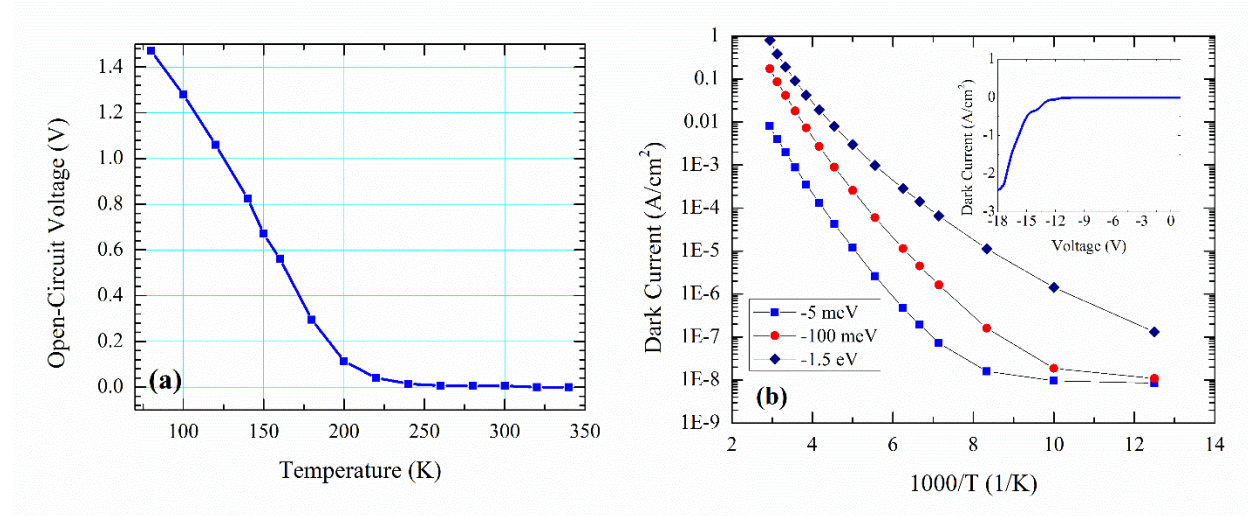 1.4
1.2
1.0
0.8
0.6
0.4
0.2
0.0
Open-Circuit Voltage (V)
(a)
100 150 200 250 300 350
Temperature (K)
1
0.1
0.01
1E-3
1E-4
1E-5
1E-6
1E-7
1E-8
1E-9
Dark Current (A/cm²)
-5 meV
-100 meV
-1.5 eV
(b)
2 4 6 8 10 12 14
1000/T (1/K)
1
0
-1
-2
-3
Dark Current (A/cm²)
-18 -15 -12 -9 -6 -3 0
Voltage (V)